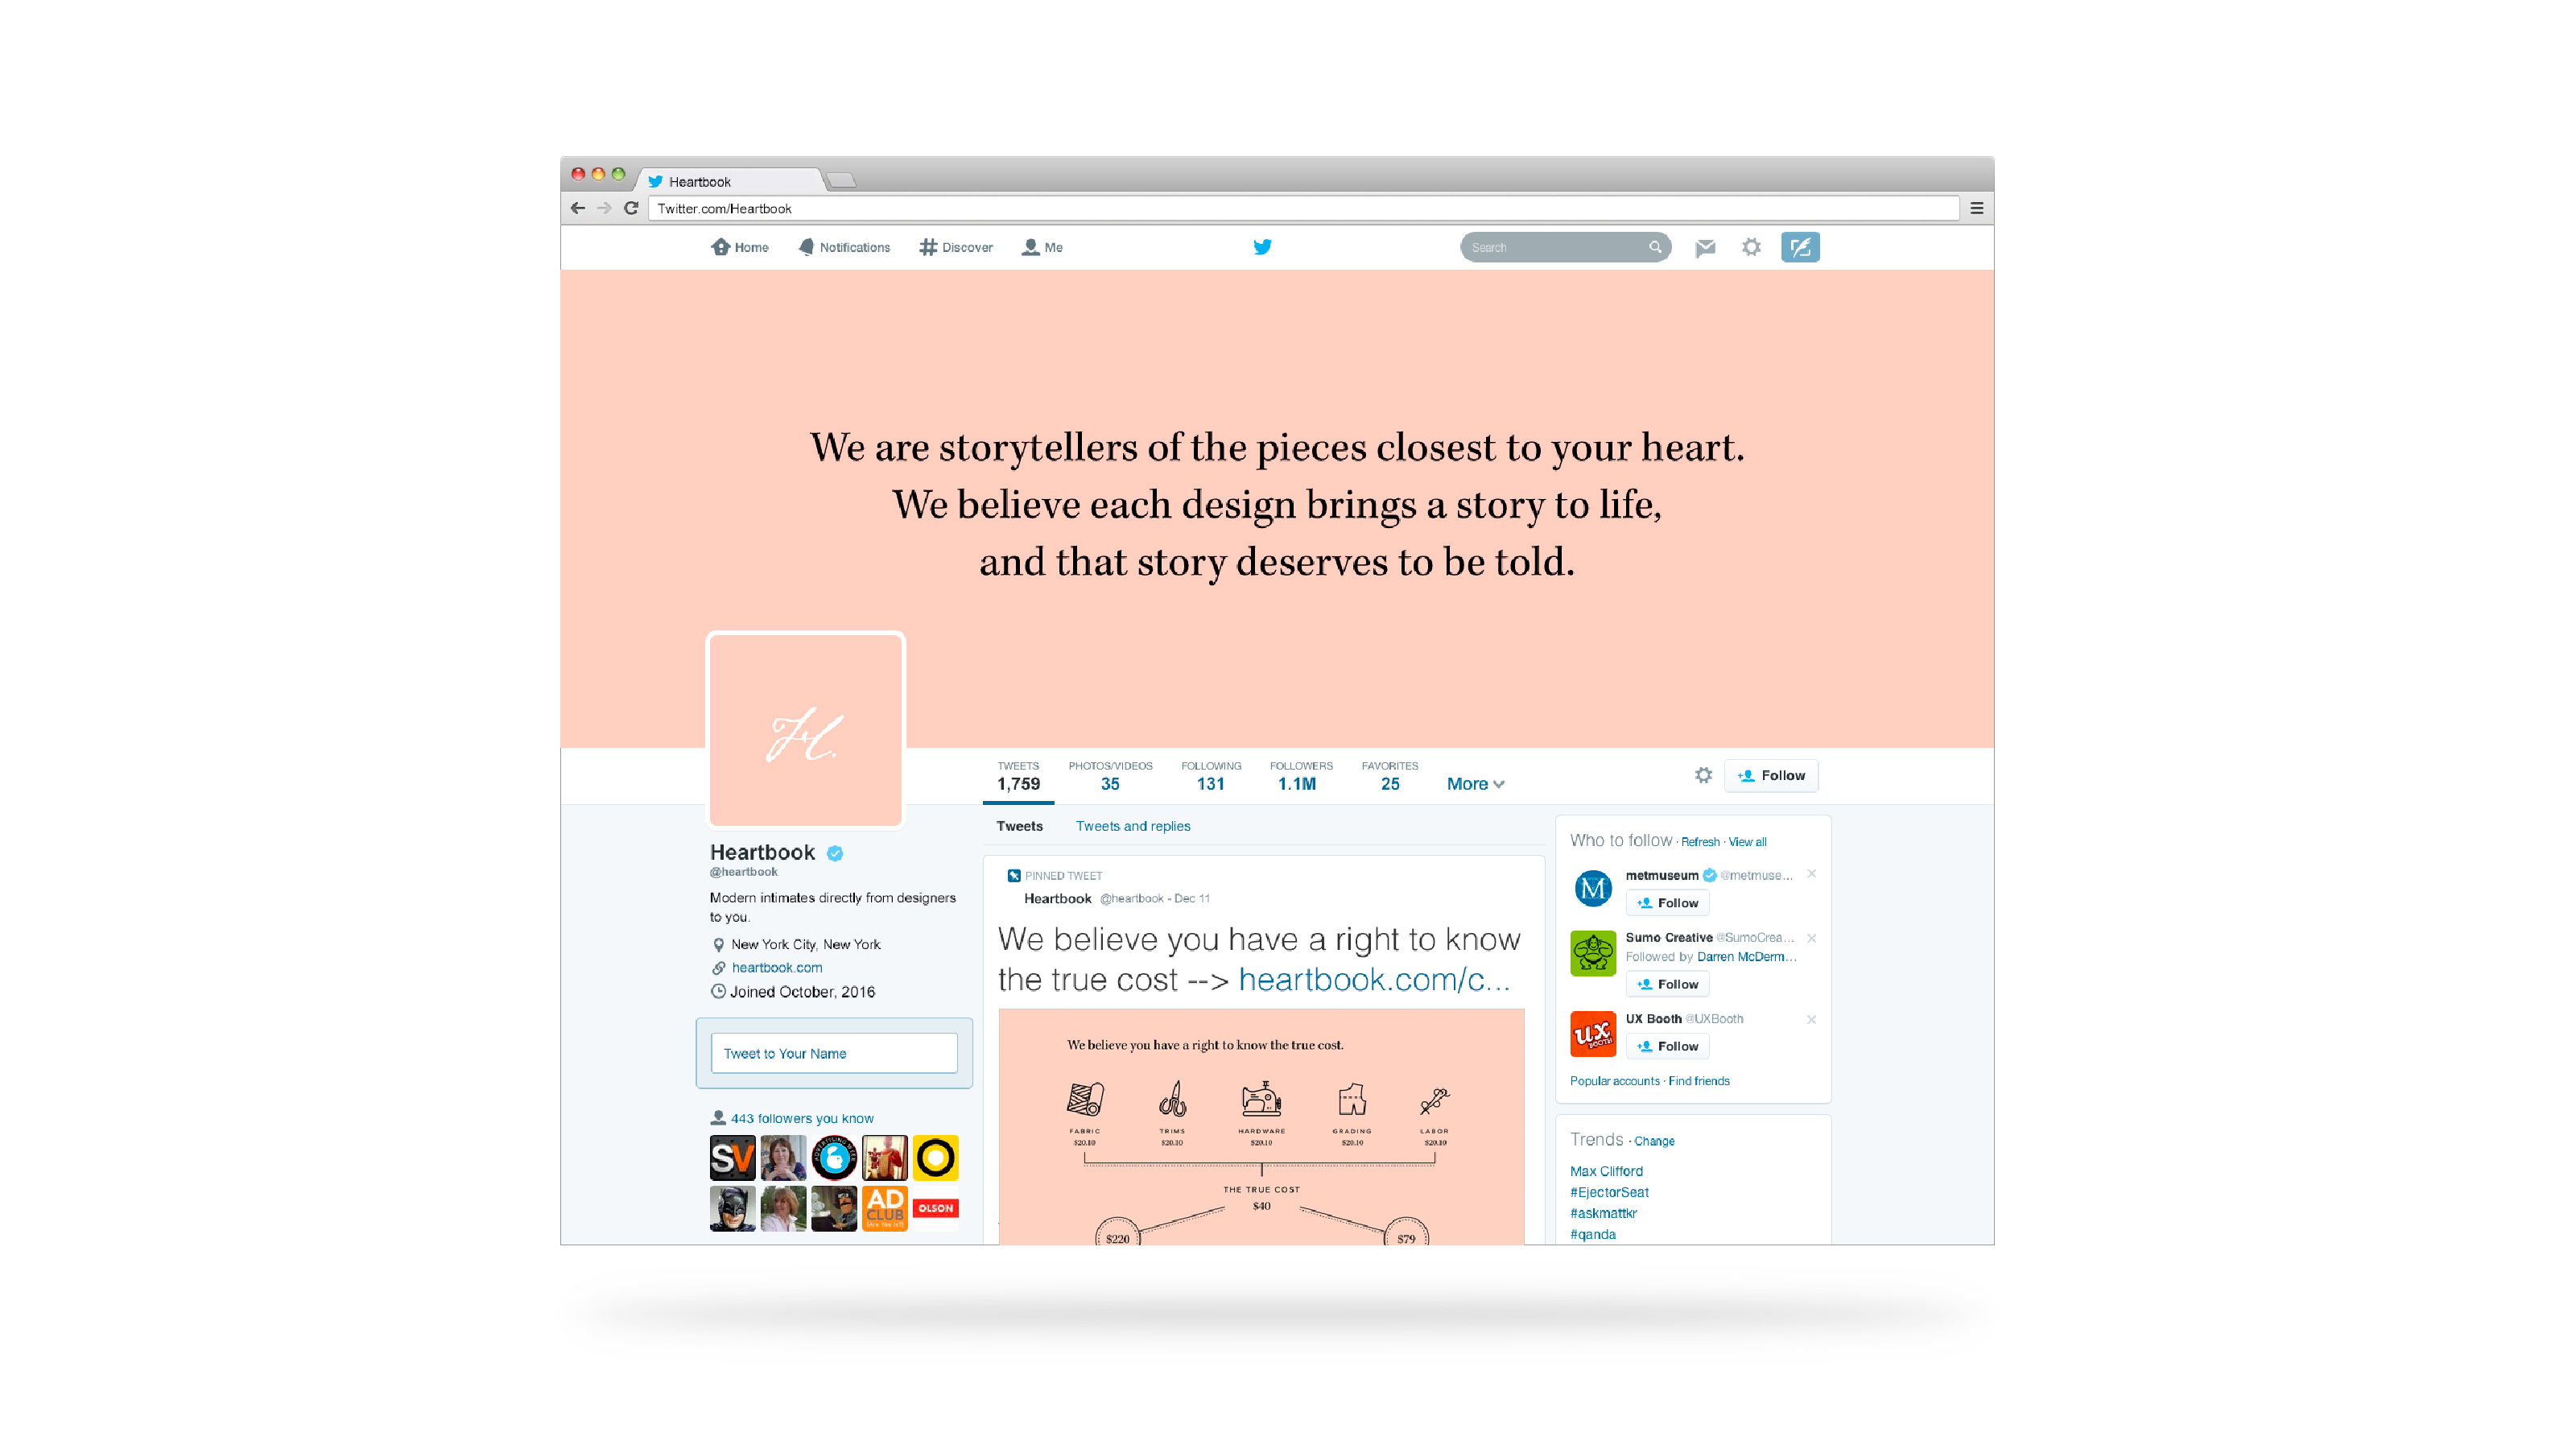 Heartbook
Twitter.com/Heartbook
Home Notifications Discover Me Search
We are storytellers of the pieces closest to your heart.
We believe each design brings a story to life,
and that story deserves to be told.
H.
TWEETS PHOTOS/VIDEOS FOLLOWING FOLLOWERS FAVORITES
1,759 35 131 1.1M 25 More
Follow
Heartbook
@heartbook
Modern intimates directly from designers
to you.
New York City, New York
heartbook.com
Joined October, 2016
Tweet to Your Name
443 followers you know
SV
AD
CLUB
OLSON
Tweets Tweets and replies
PINNED TWEET
Heartbook @heartbook - Dec 11
We believe you have a right to know
the true cost --> heartbook.com/c...
We believe you have a right to know the true cost.
FABRIC TRIMS HARDWARE GRADING LABOR
$20.10 $20.10 $20.10 $20.10 $20.10
THE TRUE COST
$40
$220 $79
Who to follow · Refresh · View all
M
metmuseum @metmuse...
Follow
Sumo Creative @SumoCrea...
Followed by Darren McDerm...
Follow
ux
BOOTH
UX Booth @UXBooth
Follow
Popular accounts · Find friends
Trends · Change
Max Clifford
#EjectorSeat
#askmattkr
#qanda